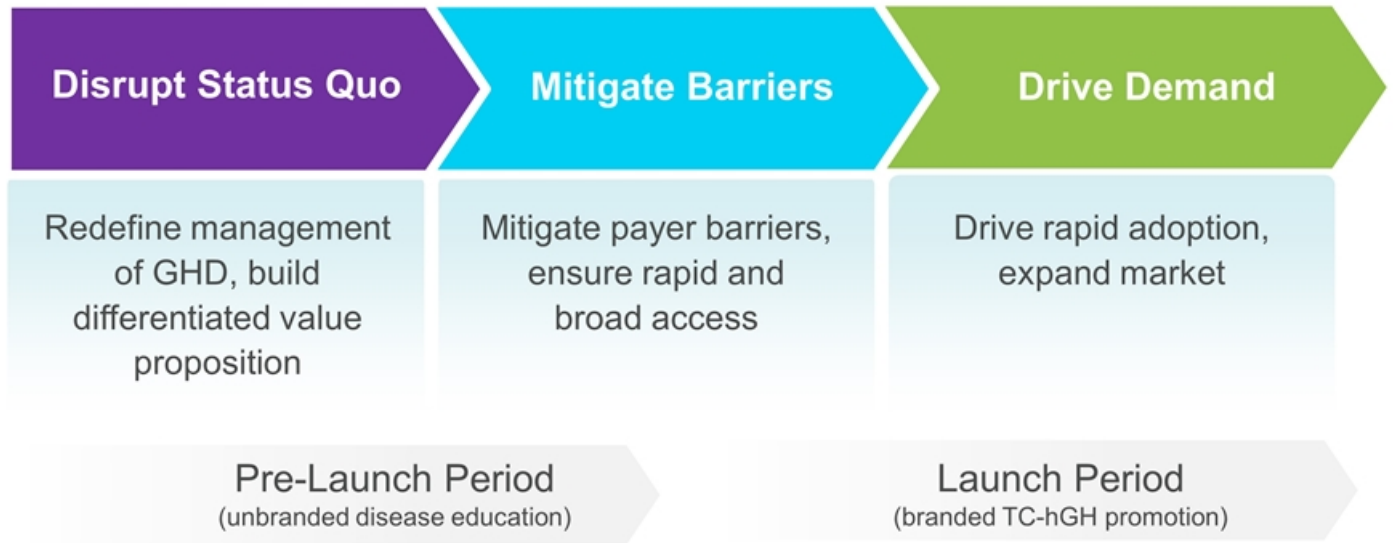 Disrupt Status Quo
Mitigate Barriers
Drive Demand
Redefine management
of GHD, build
differentiated value
proposition
Mitigate payer barriers,
ensure rapid and
broad access
Drive rapid adoption,
expand market
Pre-Launch Period
(unbranded disease education)
Launch Period
(branded TC-hGH promotion)